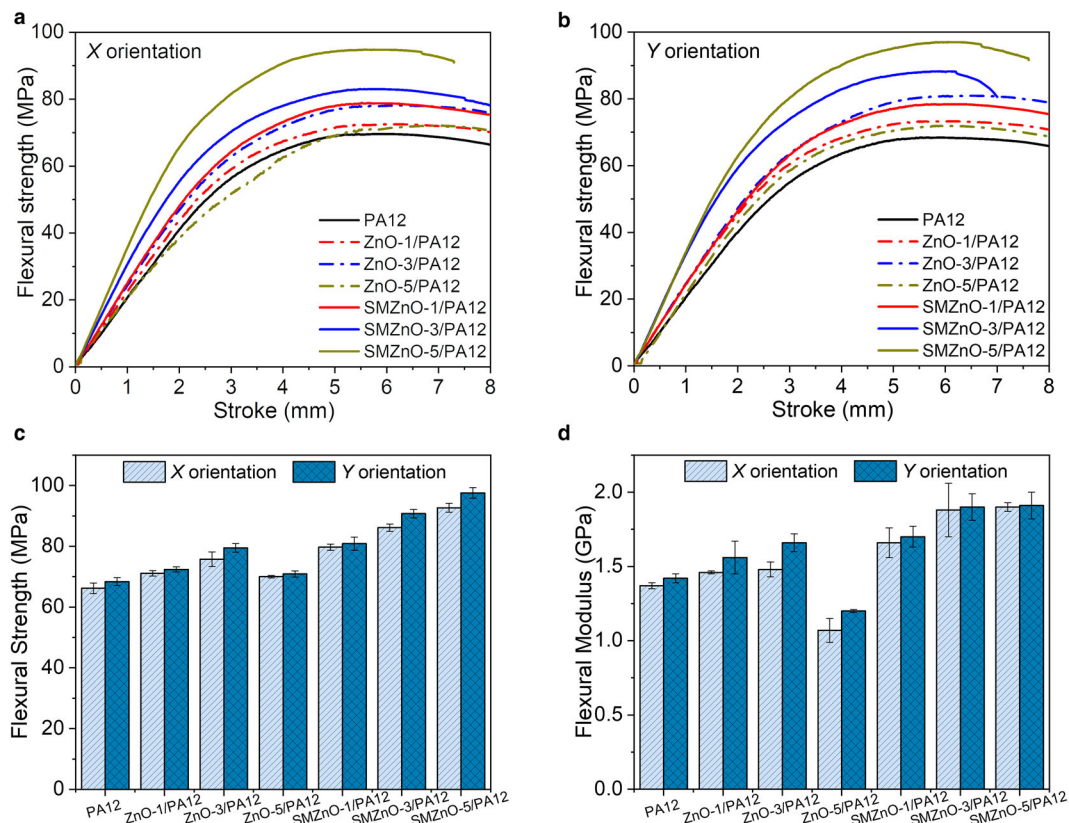 a
X orientation
Flexural strength (MPa)
100
80
60
40
20
0
PA12
ZnO-1/PA12
ZnO-3/PA12
ZnO-5/PA12
SMZnO-1/PA12
SMZnO-3/PA12
SMZnO-5/PA12
0 1 2 3 4 5 6 7 8
Stroke (mm)
b
Y orientation
Flexural strength (MPa)
100
80
60
40
20
0
PA12
ZnO-1/PA12
ZnO-3/PA12
ZnO-5/PA12
SMZnO-1/PA12
SMZnO-3/PA12
SMZnO-5/PA12
0 1 2 3 4 5 6 7 8
Stroke (mm)
c
X orientation Y orientation
Flexural Strength (MPa)
100
80
60
40
20
0
PA12 ZnO-1/PA12 ZnO-3/PA12 ZnO-5/PA12 SMZnO-1/PA12 SMZnO-3/PA12 SMZnO-5/PA12
d
X orientation Y orientation
Flexural Modulus (GPa)
2.0
1.5
1.0
0.5
0.0
PA12 ZnO-1/PA12 ZnO-3/PA12 ZnO-5/PA12 SMZnO-1/PA12 SMZnO-3/PA12 SMZnO-5/PA12